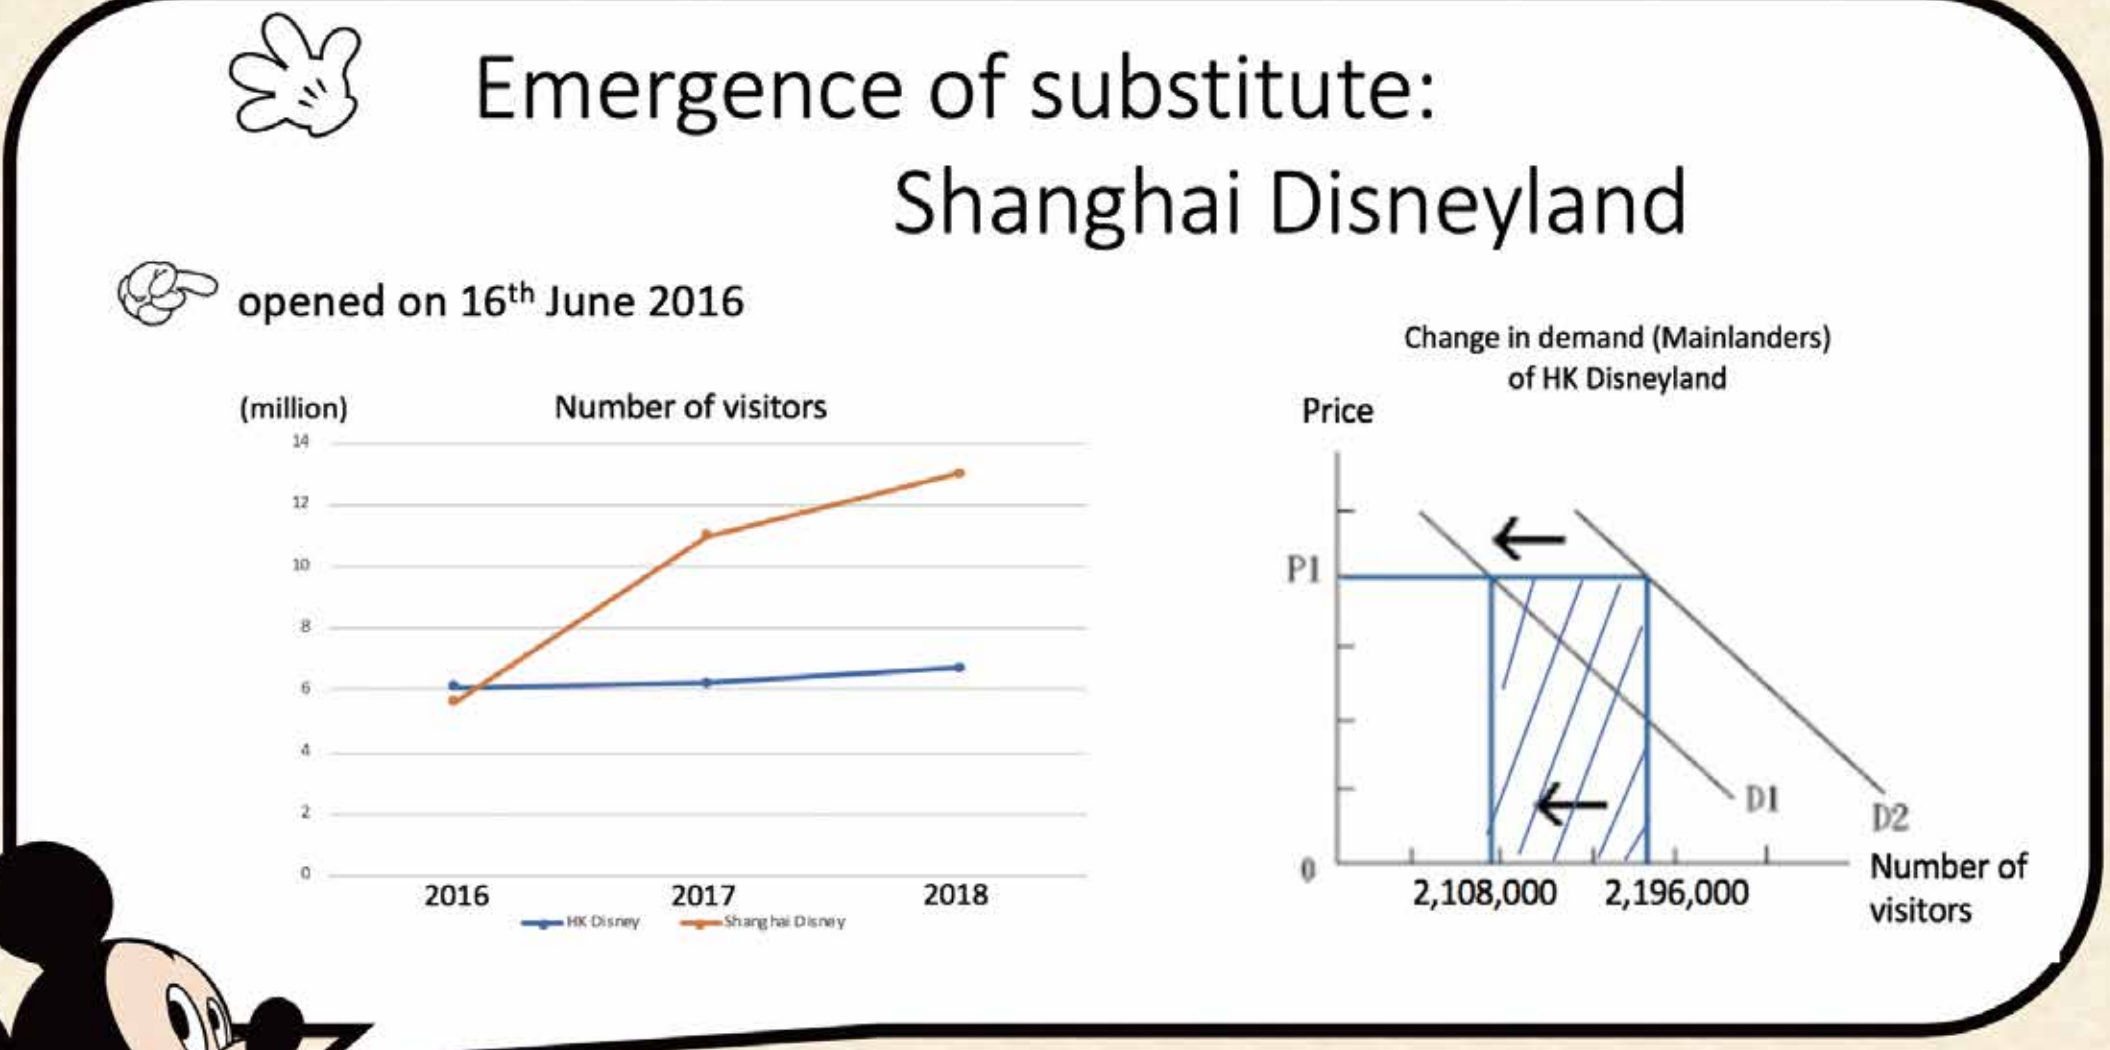 Emergence of substitute:
Shanghai Disneyland
opened on 16th June 2016
(million)
Number of visitors
14
12
10
8
6
4
2
0
2016 2017 2018
HK Disney Shanghai Disney
Change in demand (Mainlanders)
of HK Disneyland
Price
P1
D1
D2
0
2,108,000 2,196,000
Number of
visitors